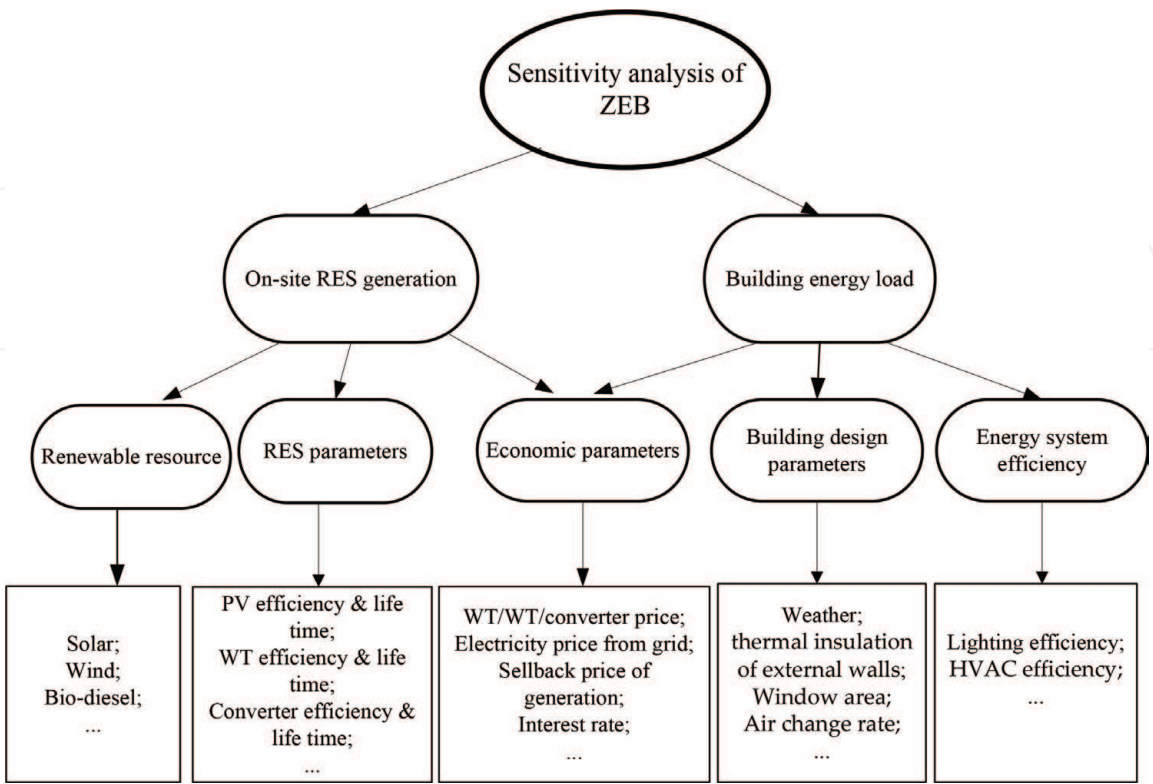 Sensitivity analysis of
ZEB
On-site RES generation
Building energy load
Renewable resource
RES parameters
Economic parameters
Building design
parameters
Energy system
efficiency
Solar;
Wind;
Bio-diesel;
...
PV efficiency & life
time;
WT efficiency & life
time;
Converter efficiency &
life time;
...
WT/WT/converter price;
Electricity price from grid;
Sellback price of
generation;
Interest rate;
...
Weather;
thermal insulation
of external walls;
Window area;
Air change rate;
...
Lighting efficiency;
HVAC efficiency;
...